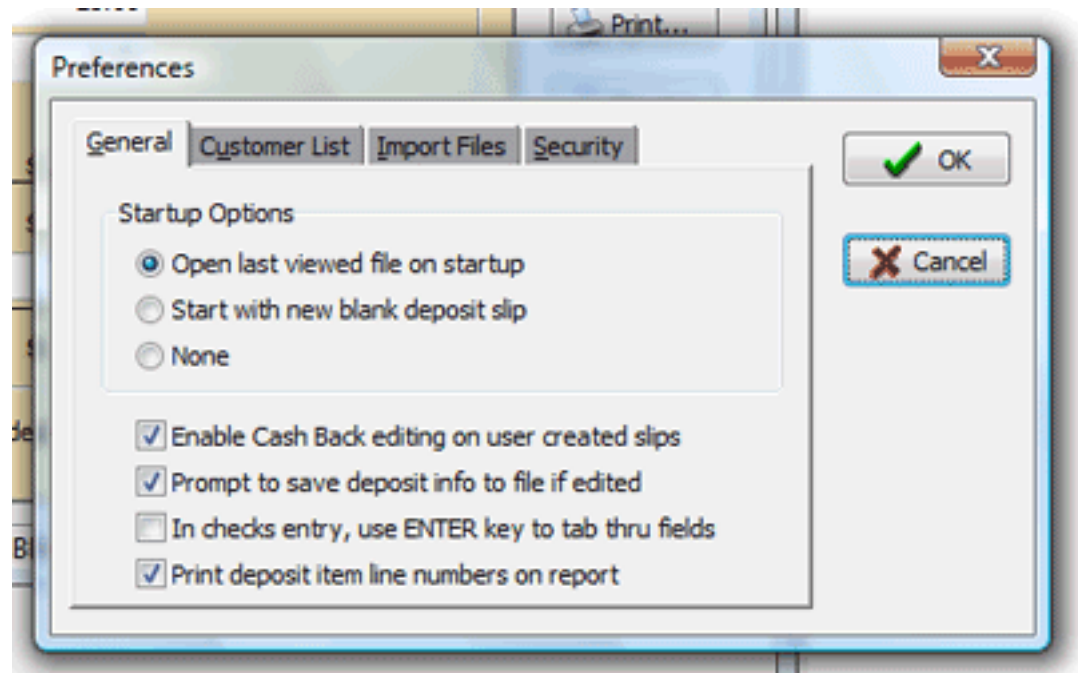 Print...
Preferences
General Customer List Import Files Security
OK
Startup Options
Cancel
Open last viewed file on startup
Start with new blank deposit slip
None
Enable Cash Back editing on user created slips
Prompt to save deposit info to file if edited
In checks entry, use ENTER key to tab thru fields
Print deposit item line numbers on report